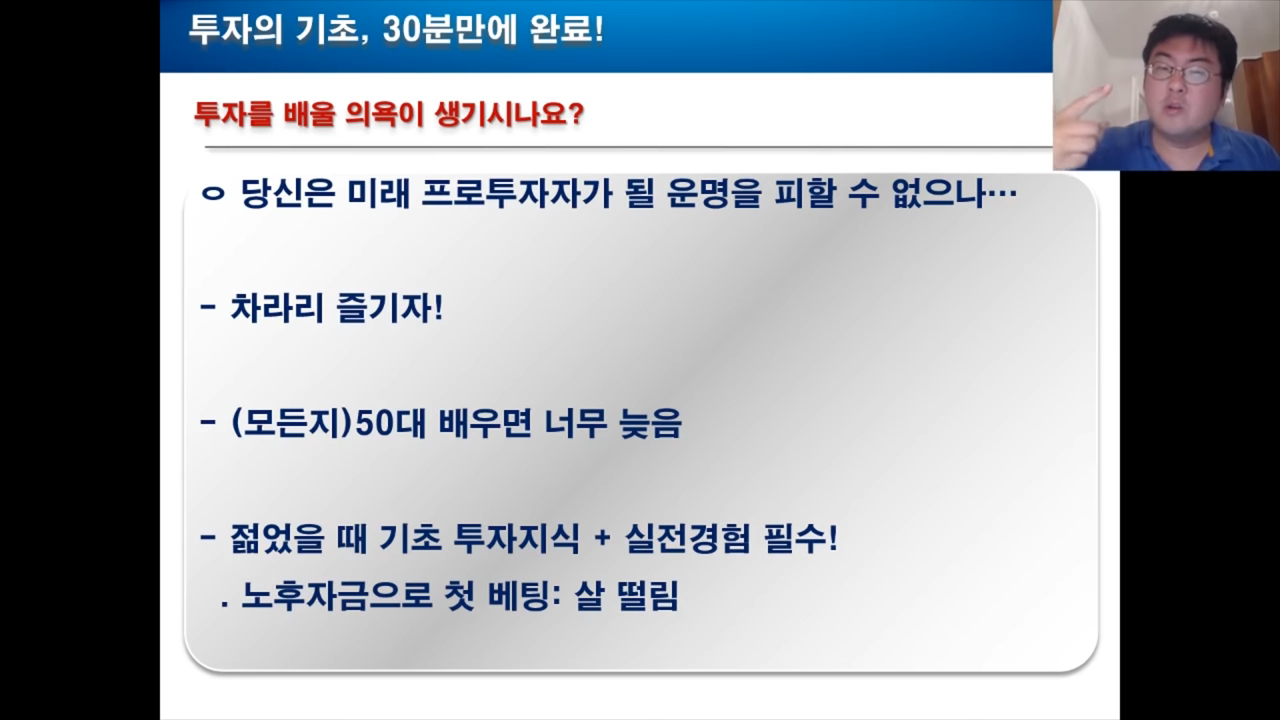 투자의 기초, 30분만에 완료!
투자를 배울 의욕이 생기시나요?
ㅇ 당신은 미래 프로투자자가 될 운명을 피할 수 없으나…
- 차라리 즐기자!
- (모든지)50대 배우면 너무 늦음
- 젊었을 때 기초 투자지식 + 실전경험 필수!
. 노후자금으로 첫 베팅: 살 떨림